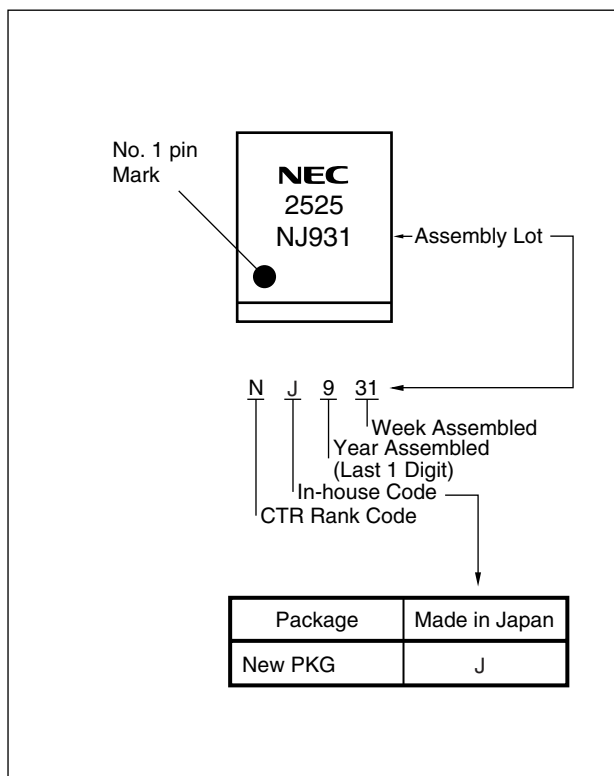 No. 1 pin
Mark
NEC
2525
NJ931
Assembly Lot
N J 9 31
Week Assembled
Year Assembled
(Last 1 Digit)
In-house Code
CTR Rank Code
Package Made in Japan
New PKG J